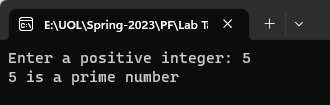 E:\UOL\Spring-2023\PF\Lab
Enter a positive integer: 5
5 is a prime number